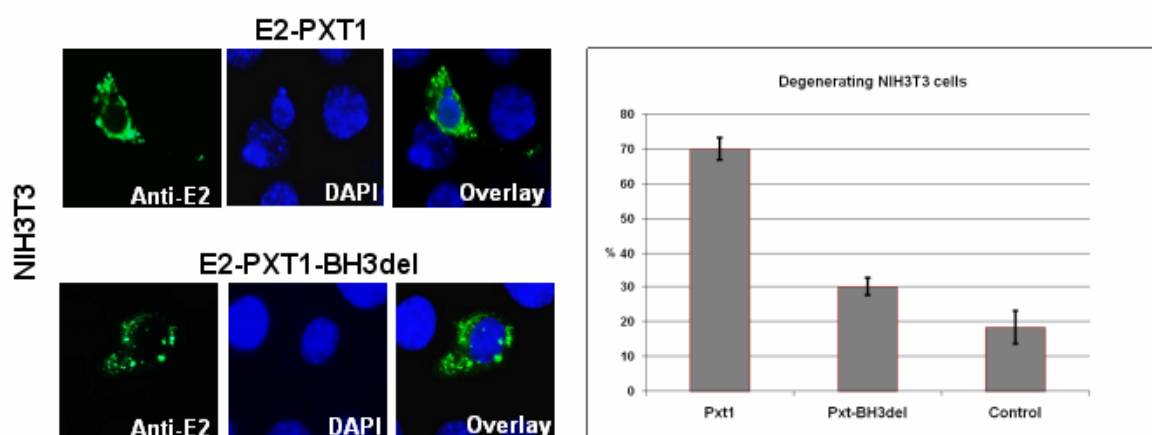 E2-PXT1
NIH3T3
Anti-E2
DAPI
Overlay
E2-PXT1-BH3del
Anti-E2
DAPI
Overlay
Degenerating NIH3T3 cells
80
70
60
50
%
40
30
20
10
0
Pxt1
Pxt-BH3del
Control